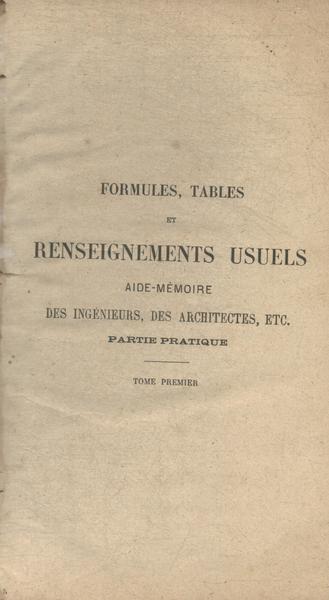 FORMULES, TABLES
ET
RENSEIGNEMENTS USUELS
AIDE-MÉMOIRE
DES INGÉNIEURS, DES ARCHITECTES, ETC.
PARTIE PRATIQUE
TOME PREMIER